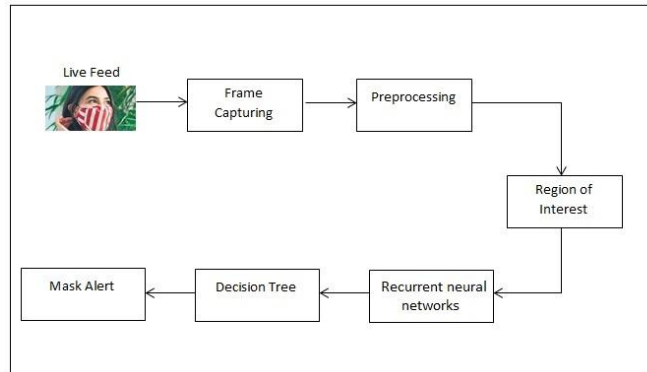 Live Feed
Frame
Capturing
Preprocessing
Region of
Interest
Recurrent neural
networks
Decision Tree
Mask Alert